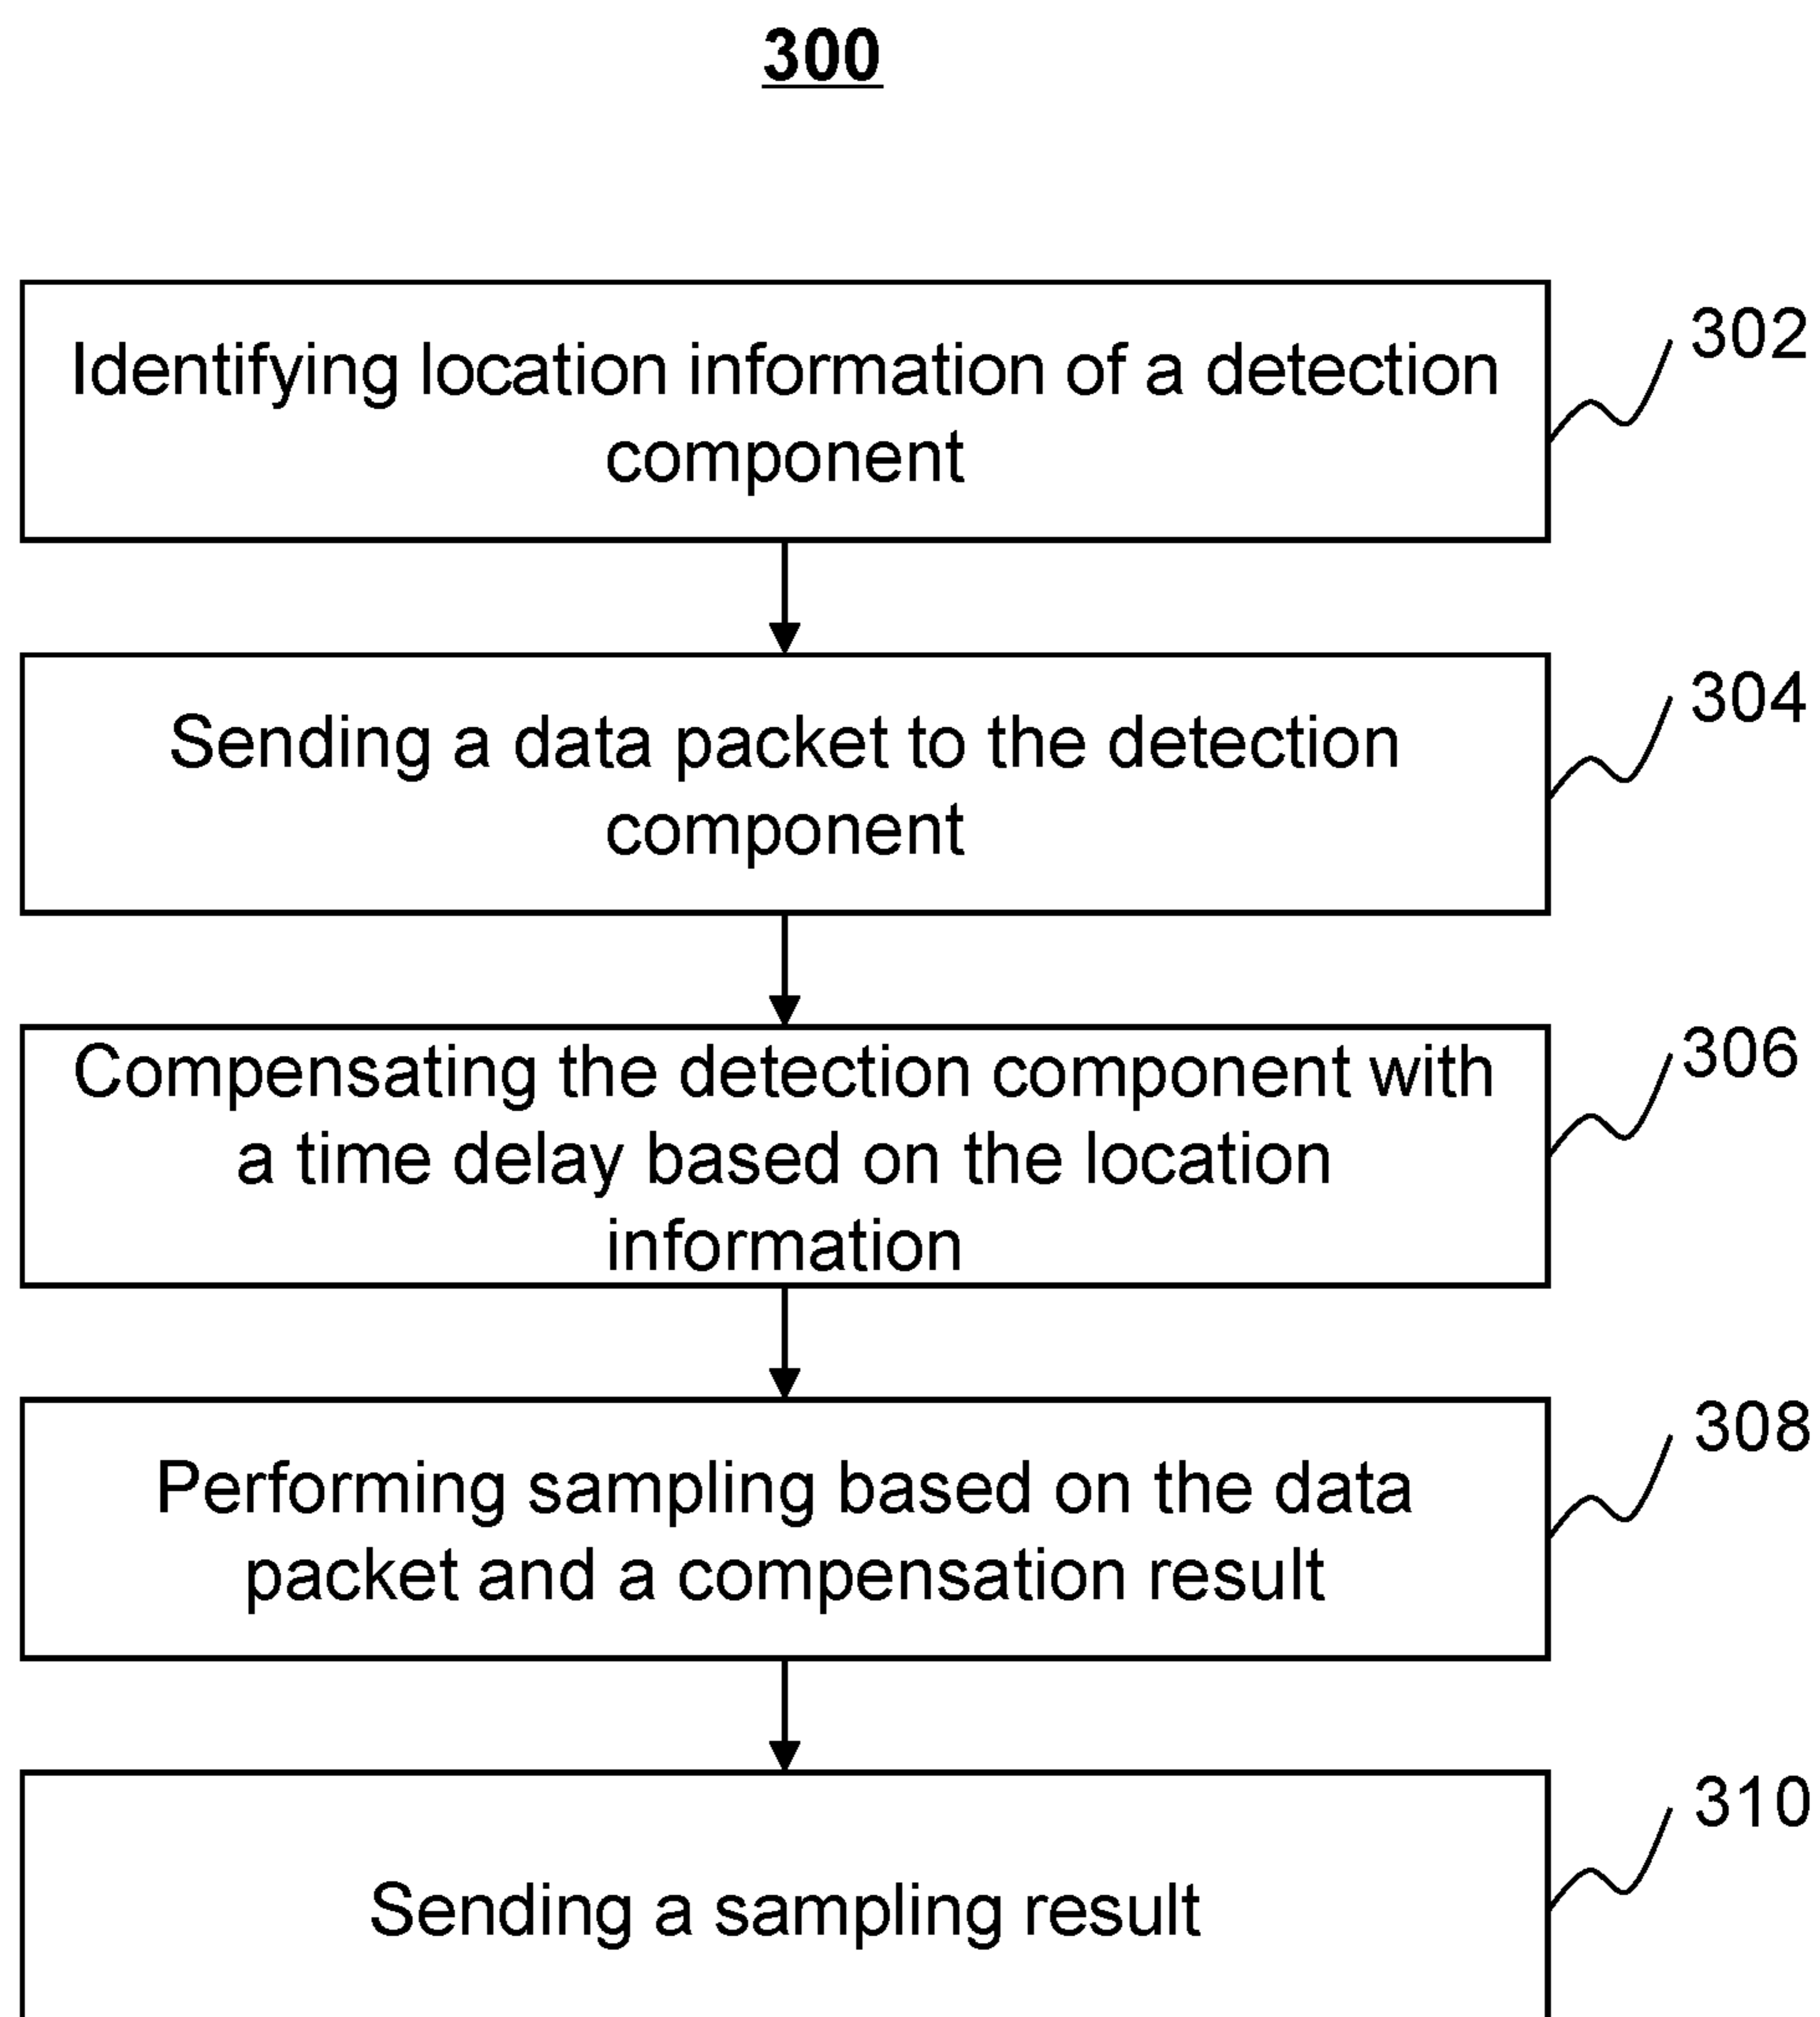 300
Identifying location information of a detection
component
302
Sending a data packet to the detection
component
304
Compensating the detection component with
a time delay based on the location
information
306
Performing sampling based on the data
packet and a compensation result
308
Sending a sampling result
310